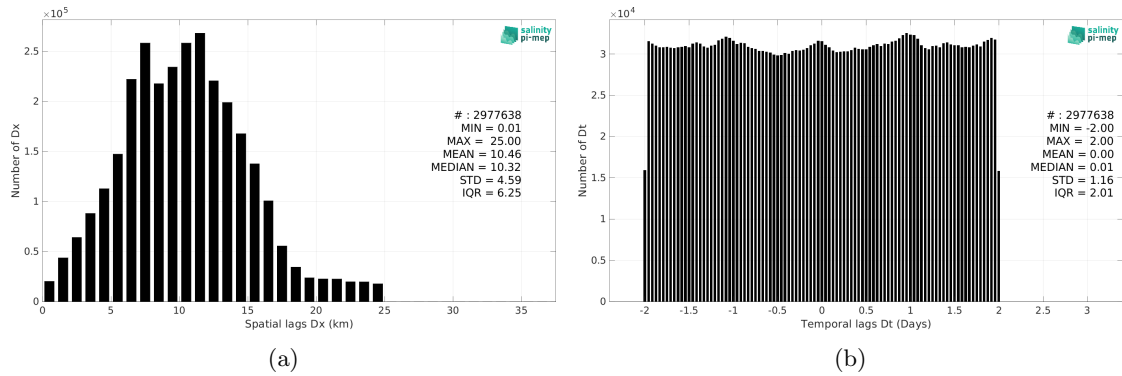 ×10⁵
2.5
2
1.5
1
0.5
0
0 5 10 15 20 25 30 35
Number of Dx
Spatial lags Dx (km)
salinity
pi-mep
# : 2977638
MIN = 0.01
MAX = 25.00
MEAN = 10.46
MEDIAN = 10.32
STD = 4.59
IQR = 6.25
(a)
×10⁴
3
2.5
2
1.5
1
0.5
0
-2 -1.5 -1 -0.5 0 0.5 1 1.5 2 2.5 3
Number of Dt
Temporal lags Dt (Days)
salinity
pi-mep
# : 2977638
MIN = -2.00
MAX = 2.00
MEAN = 0.00
MEDIAN = 0.01
STD = 1.16
IQR = 2.01
(b)